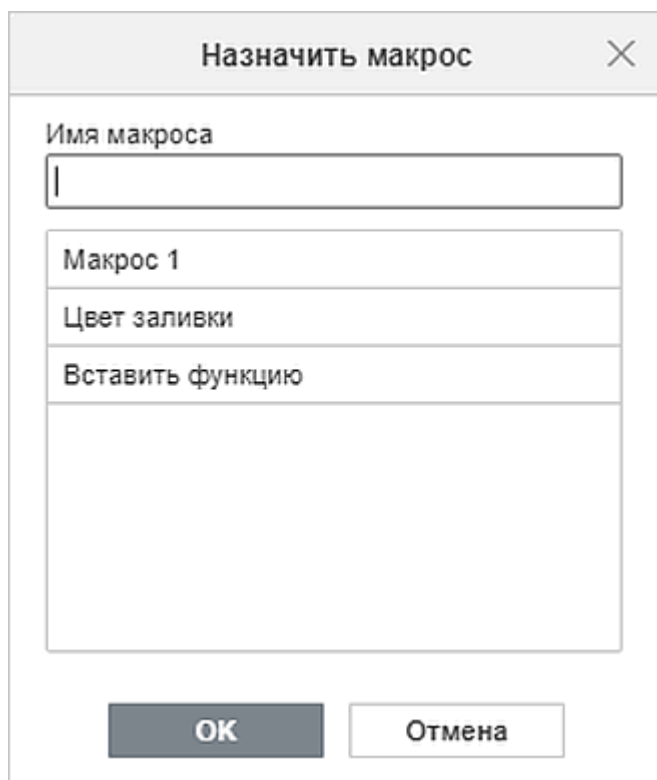 Назначить макрос
Имя макроса
Макрос 1
Цвет заливки
Вставить функцию
OK
Отмена